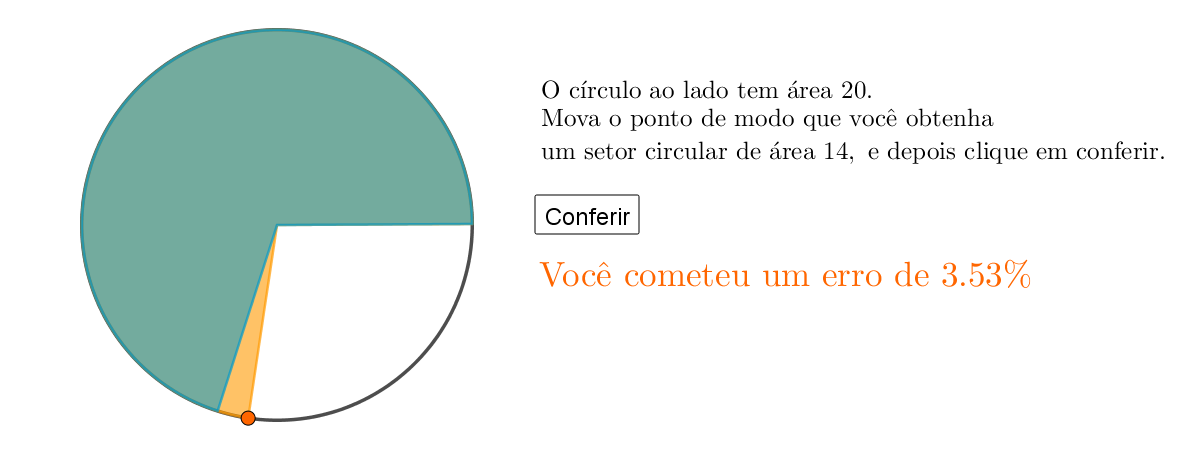 O círculo ao lado tem área 20.
Mova o ponto de modo que você obtenha
um setor circular de área 14, e depois clique em conferir.
Conferir
Você cometeu um erro de 3.53%